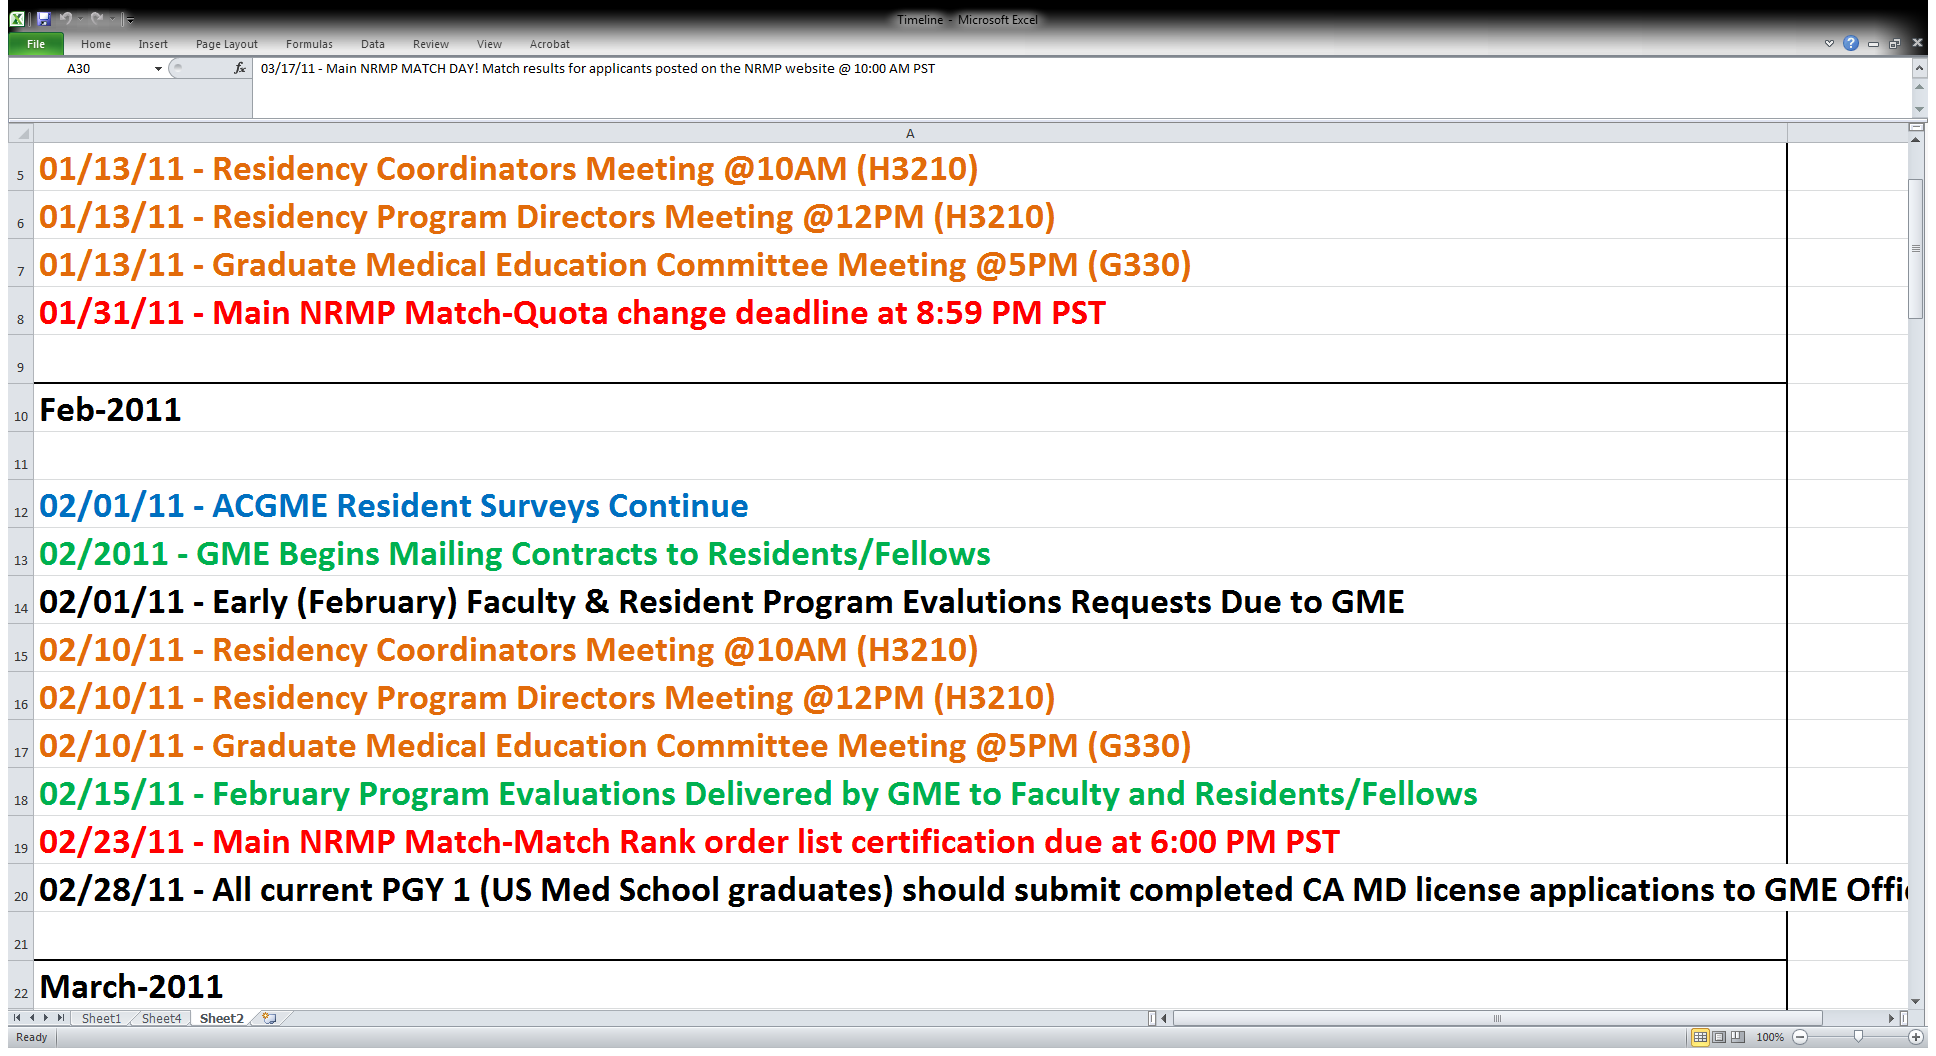 Timeline - Microsoft Excel
File Home Insert Page Layout Formulas Data Review View Acrobat
A30 fx 03/17/11 - Main NRMP MATCH DAY! Match results for applicants posted on the NRMP website @ 10:00 AM PST
A
5 01/13/11 - Residency Coordinators Meeting @10AM (H3210)
6 01/13/11 - Residency Program Directors Meeting @12PM (H3210)
7 01/13/11 - Graduate Medical Education Committee Meeting @5PM (G330)
8 01/31/11 - Main NRMP Match-Quota change deadline at 8:59 PM PST
9
10 Feb-2011
11
12 02/01/11 - ACGME Resident Surveys Continue
13 02/2011 - GME Begins Mailing Contracts to Residents/Fellows
14 02/01/11 - Early (February) Faculty & Resident Program Evalutions Requests Due to GME
15 02/10/11 - Residency Coordinators Meeting @10AM (H3210)
16 02/10/11 - Residency Program Directors Meeting @12PM (H3210)
17 02/10/11 - Graduate Medical Education Committee Meeting @5PM (G330)
18 02/15/11 - February Program Evaluations Delivered by GME to Faculty and Residents/Fellows
19 02/23/11 - Main NRMP Match-Match Rank order list certification due at 6:00 PM PST
20 02/28/11 - All current PGY 1 (US Med School graduates) should submit completed CA MD license applications to GME Offi
21
22 March-2011
Sheet1 Sheet4 Sheet2
Ready 100%